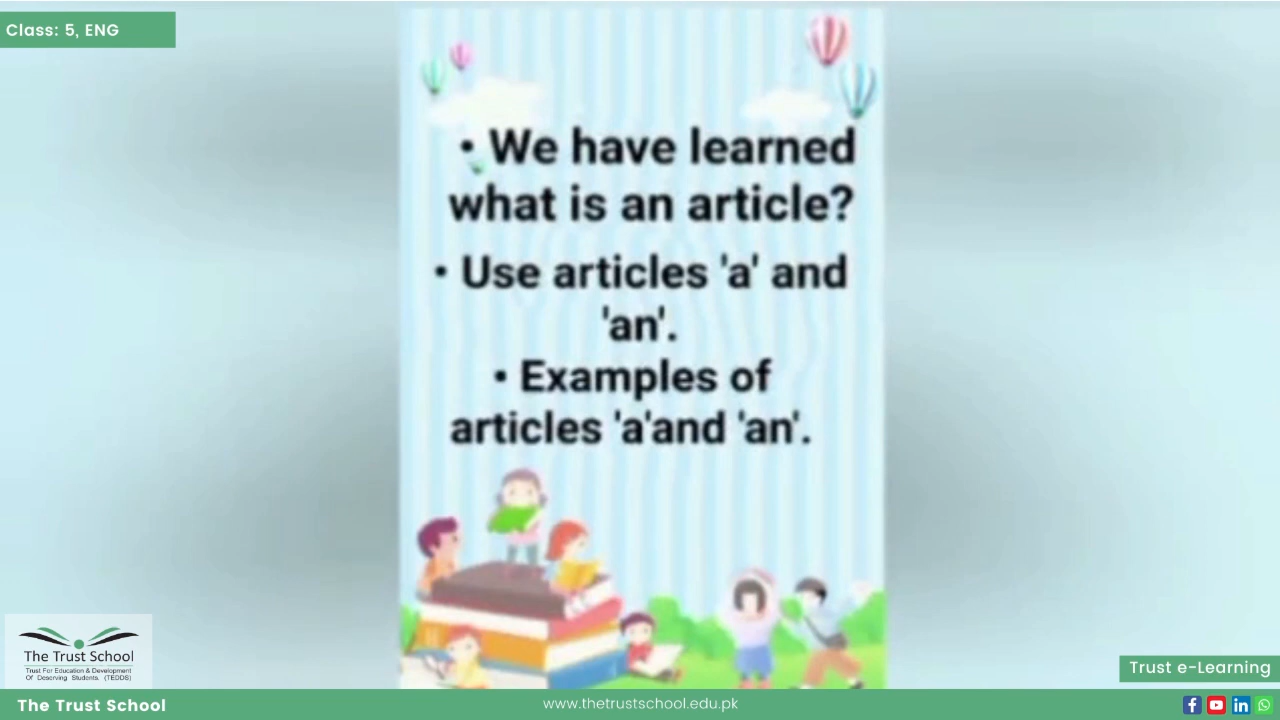 Class: 5, ENG
• We have learned
what is an article?
• Use articles 'a' and
'an'.
• Examples of
articles 'a'and 'an'.
The Trust School
Trust For Education & Development
Of Deserving Students. (TEDDS)
Trust e-Learning
The Trust School
www.thetrustschool.edu.pk